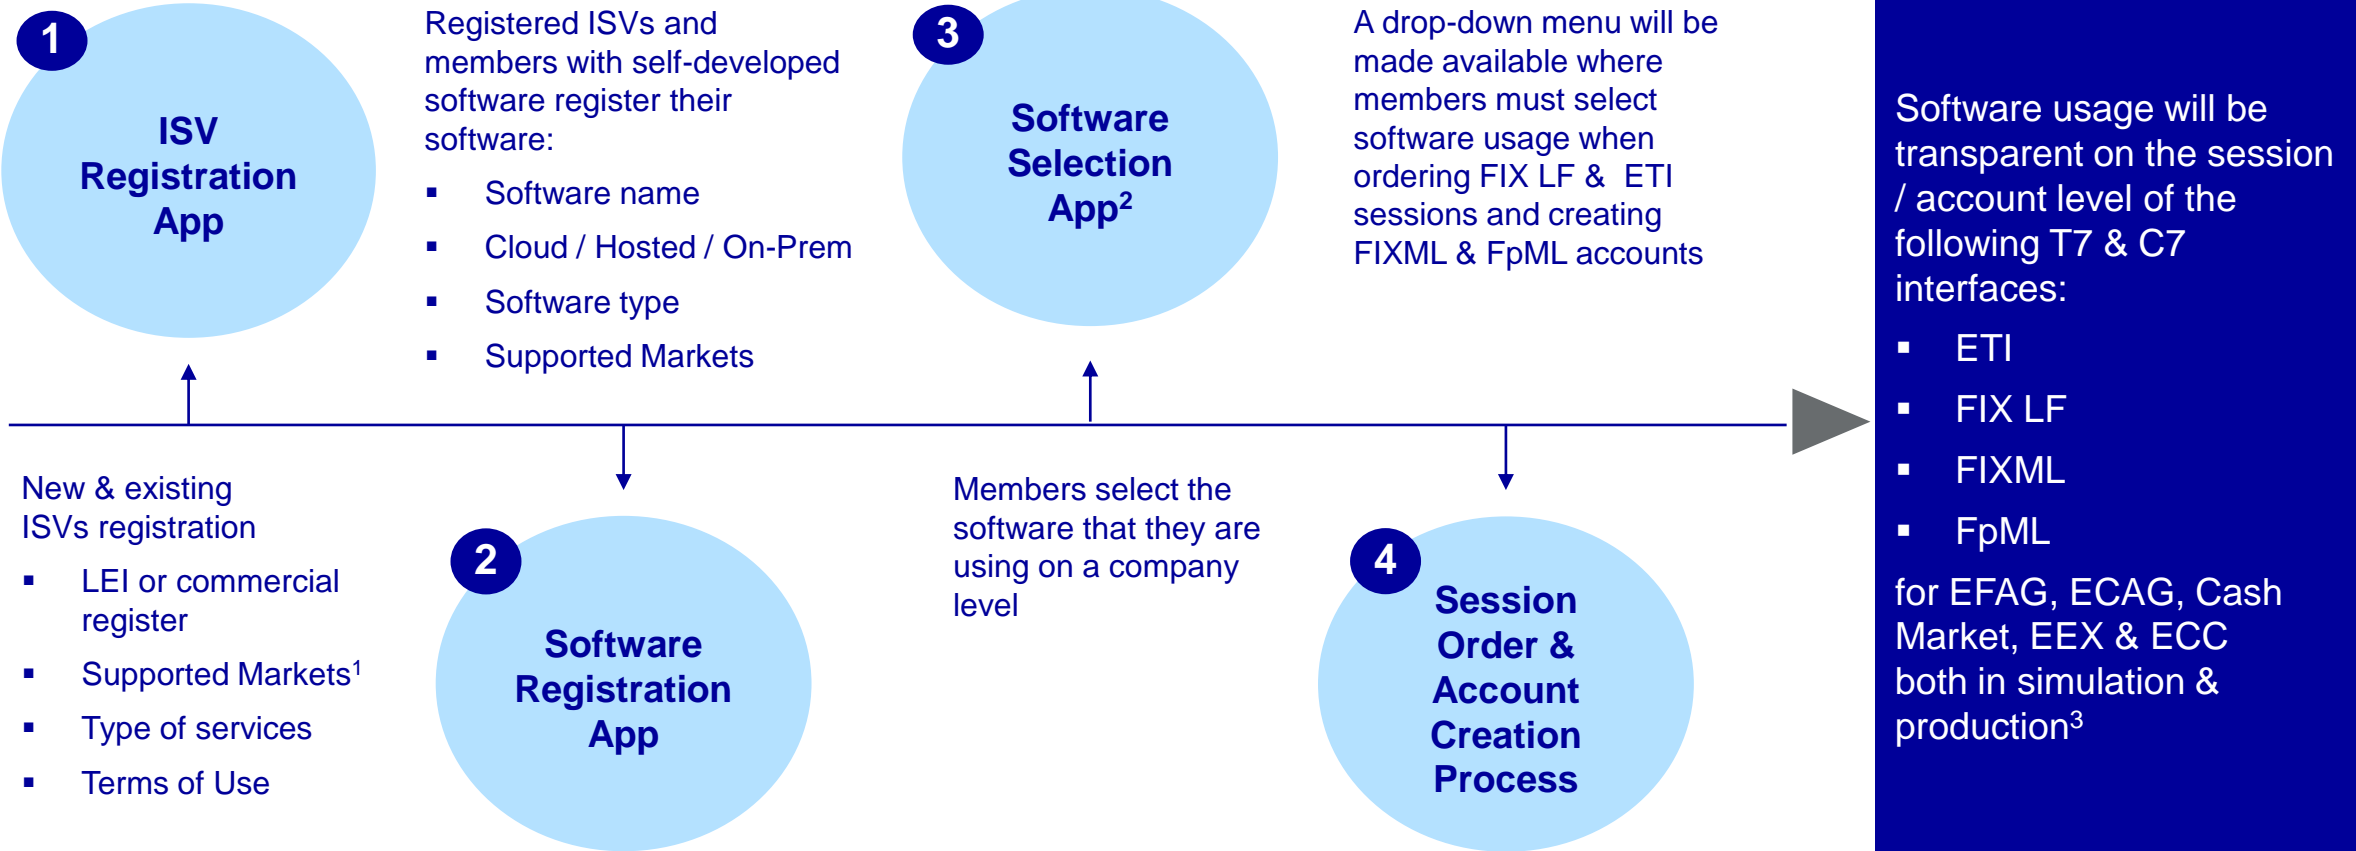 1
ISV
Registration
App
New & existing
ISVs registration
▪ LEI or commercial
register
▪ Supported Markets¹
▪ Type of services
▪ Terms of Use
Registered ISVs and
members with self-developed
software register their
software:
▪ Software name
▪ Cloud / Hosted / On-Prem
▪ Software type
▪ Supported Markets
2
Software
Registration
App
3
Software
Selection
App²
Members select the
software that they are
using on a company
level
A drop-down menu will be
made available where
members must select
software usage when
ordering FIX LF & ETI
sessions and creating
FIXML & FpML accounts
4
Session
Order &
Account
Creation
Process
Software usage will be
transparent on the session
/ account level of the
following T7 & C7
interfaces:
▪ ETI
▪ FIX LF
▪ FIXML
▪ FpML
for EFAG, ECAG, Cash
Market, EEX & ECC
both in simulation &
production³